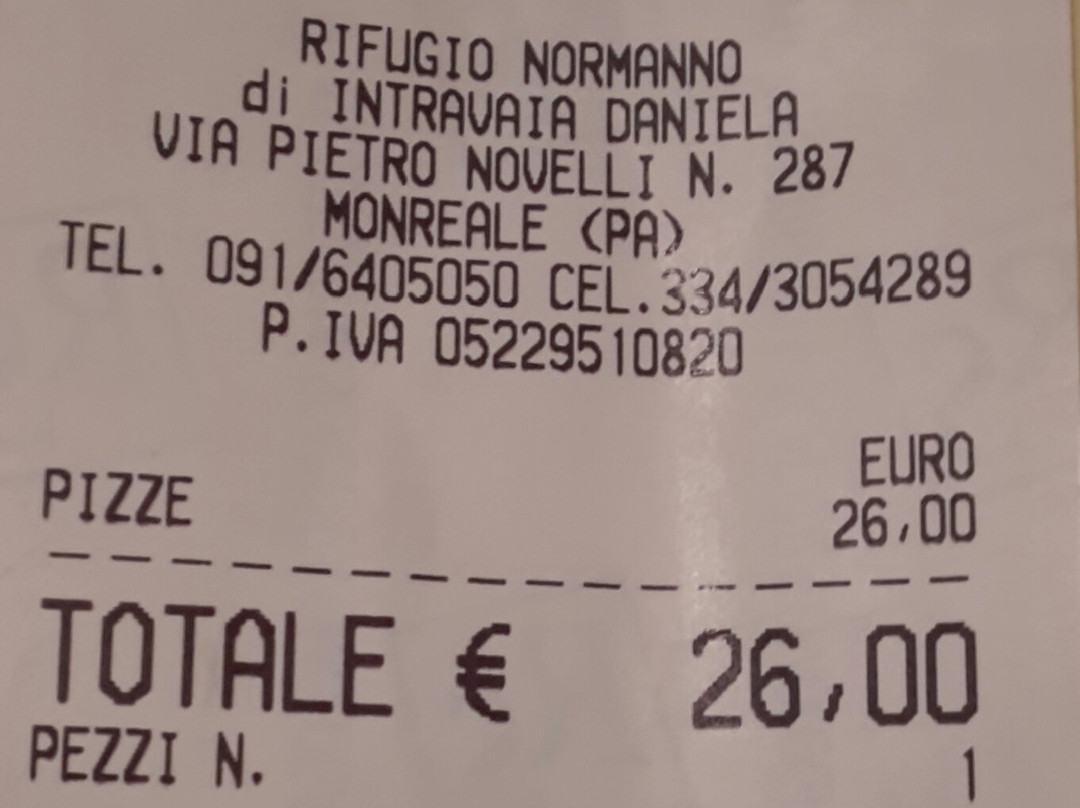 RIFUGIO NORMANNO
di INTRAVAIA DANIELA
VIA PIETRO NOVELLI N. 287
MONREALE (PA)
TEL. 091/6405050 CEL.334/3054289
P.IVA 05229510820
EURO
PIZZE 26,00
TOTALE € 26,00
PEZZI N. 1